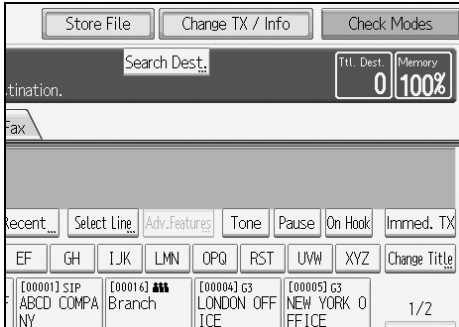 Store File Change TX / Info Check Modes
Search Dest. Ttl. Dest. Memory
tination. 0 100%
Fax
Recent Select Line Adv.Features Tone Pause On Hook Immed. TX
EF GH IJK LMN OPQ RST UVW XYZ Change Title
[00001] SIP [00016] [00004] G3 [00005] G3
F ABCD COMPA Branch LONDON OFF NEW YORK O 1/2
NY ICE FFICE